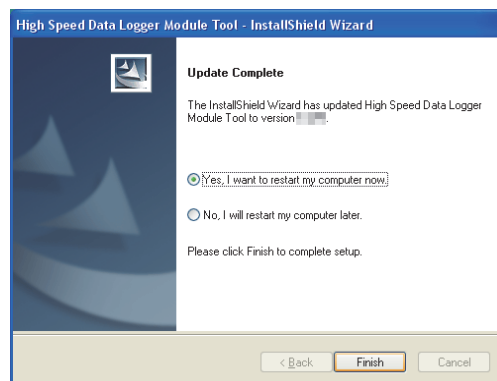 High Speed Data Logger Module Tool - InstallShield Wizard
Update Complete
The InstallShield Wizard has updated High Speed Data Logger
Module Tool to version .
Yes, I want to restart my computer now.
No, I will restart my computer later.
Please click Finish to complete setup.
< Back
Finish
Cancel